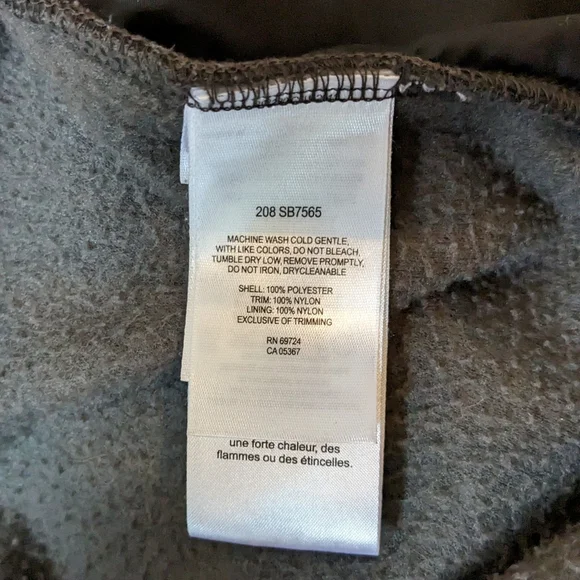 208 SB7565
MACHINE WASH COLD GENTLE,
WITH LIKE COLORS, DO NOT BLEACH,
TUMBLE DRY LOW, REMOVE PROMPTLY,
DO NOT IRON, DRYCLEANABLE
SHELL: 100% POLYESTER
TRIM: 100% NYLON
LINING: 100% NYLON
EXCLUSIVE OF TRIMMING
RN 69724
CA 05367
une forte chaleur, des
flammes ou des étincelles.